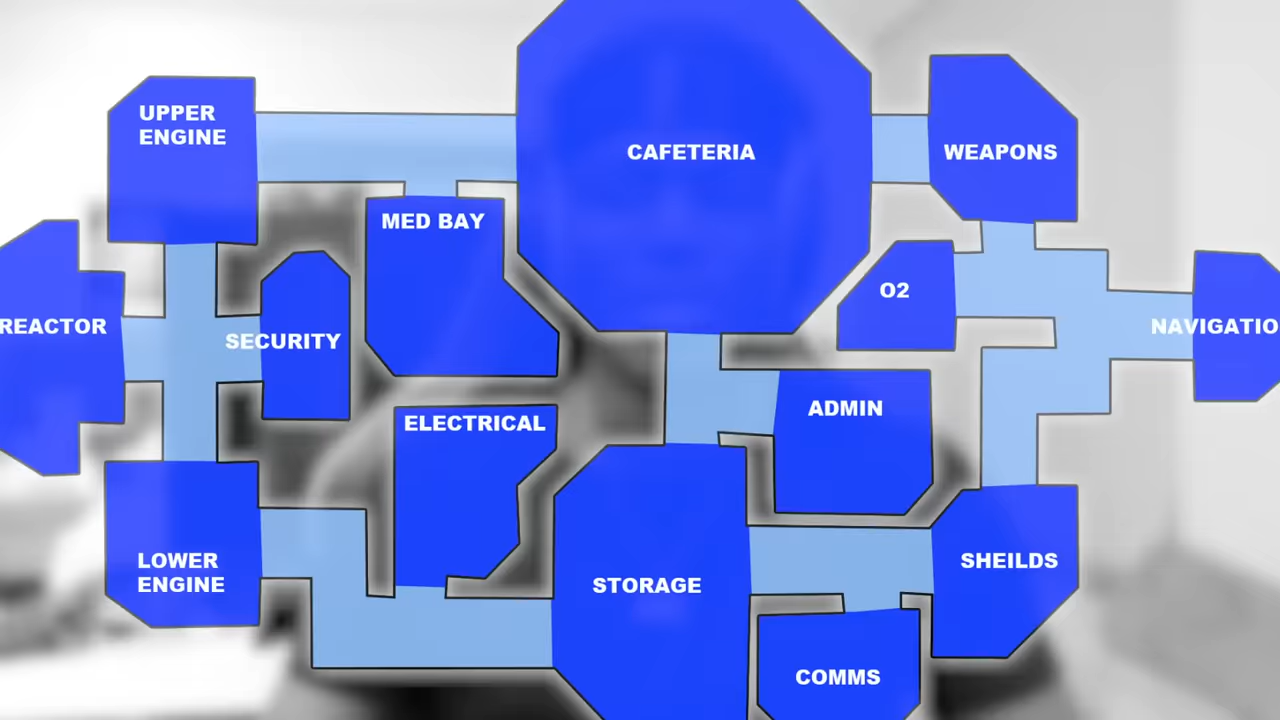 UPPER
ENGINE
CAFETERIA
WEAPONS
MED BAY
O2
REACTOR
SECURITY
NAVIGATIO
ADMIN
ELECTRICAL
LOWER
ENGINE
STORAGE
SHEILDS
COMMS